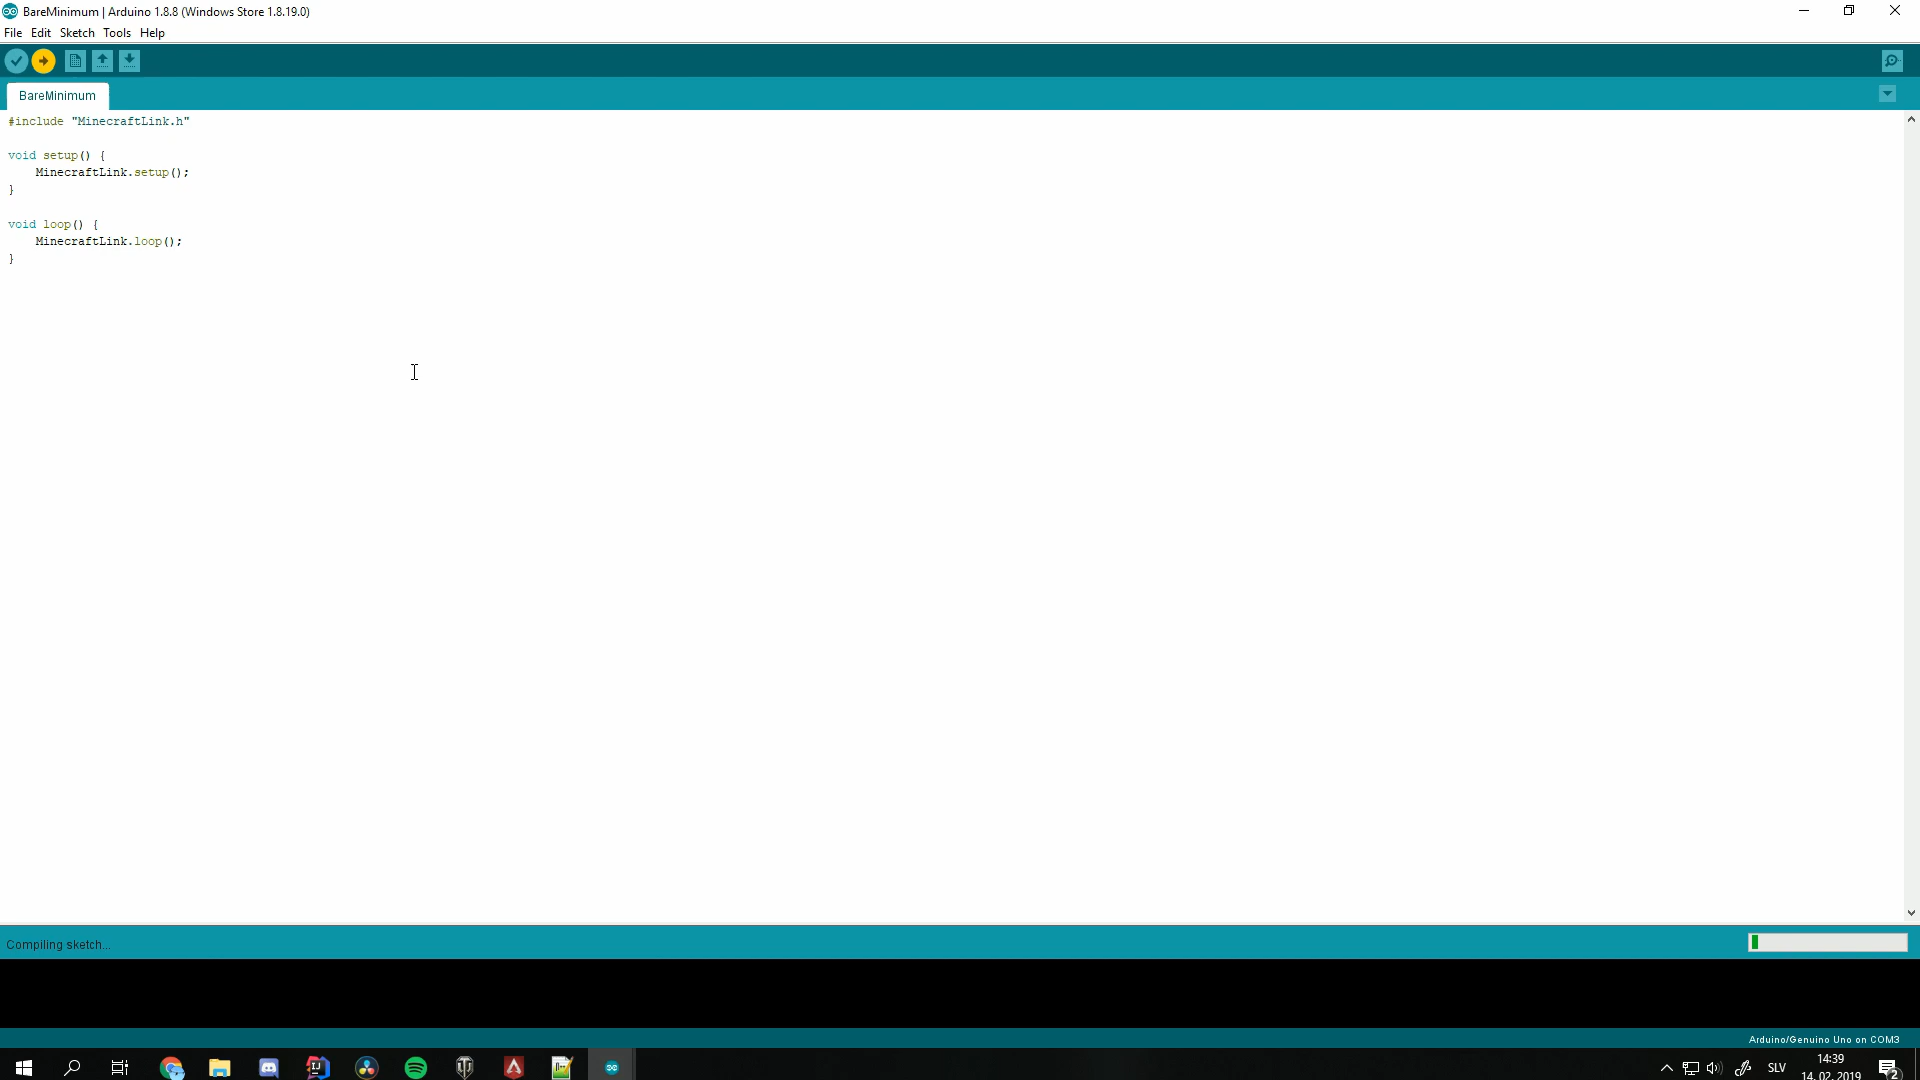 BareMinimum | Arduino 1.8.8 (Windows Store 1.8.19.0)
File Edit Sketch Tools Help
BareMinimum
#include "MinecraftLink.h"
void setup() {
MinecraftLink.setup();
}
void loop() {
MinecraftLink.loop();
}
Compiling sketch...
Arduino/Genuino Uno on COM3
SLV
14:39
14. 02. 2019
2